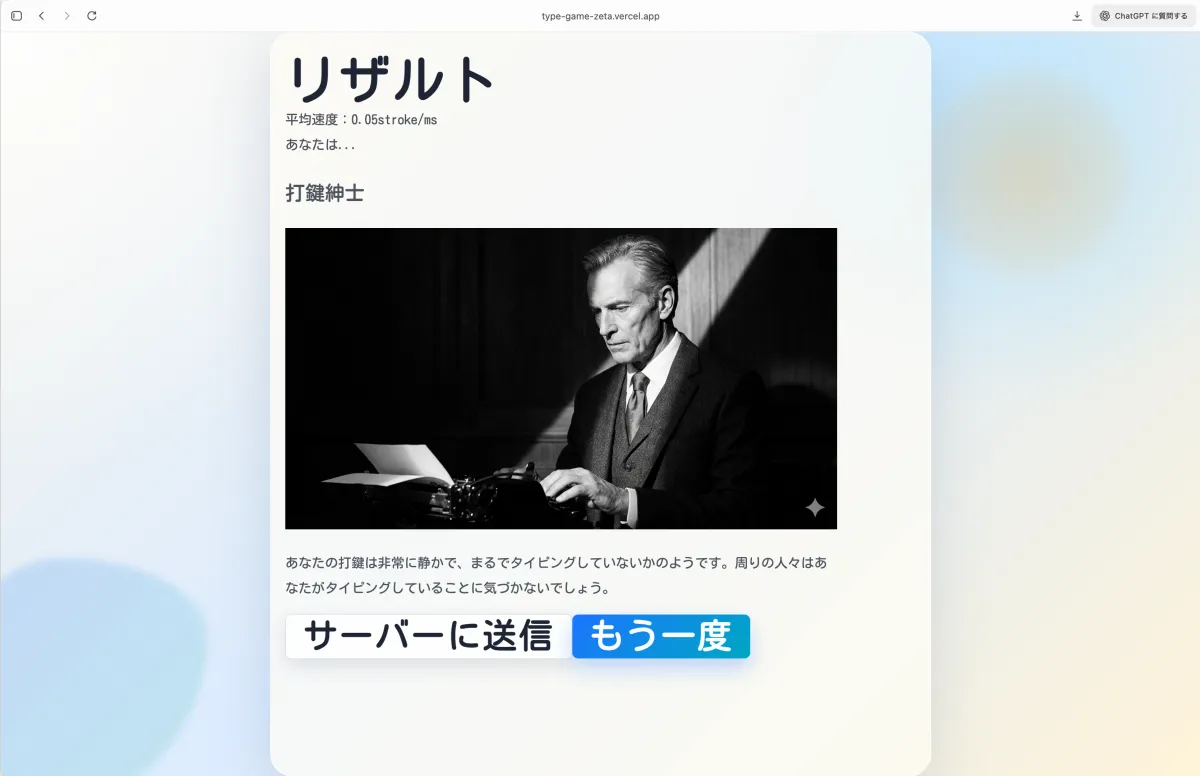 type-game-zeta.vercel.app
ChatGPT に質問する
リザルト
平均速度：0.05stroke/ms
あなたは...
打鍵紳士
あなたの打鍵は非常に静かで、まるでタイピングしていないかのようです。周りの人々はあ
なたがタイピングしていることに気づかないでしょう。
サーバーに送信
もう一度